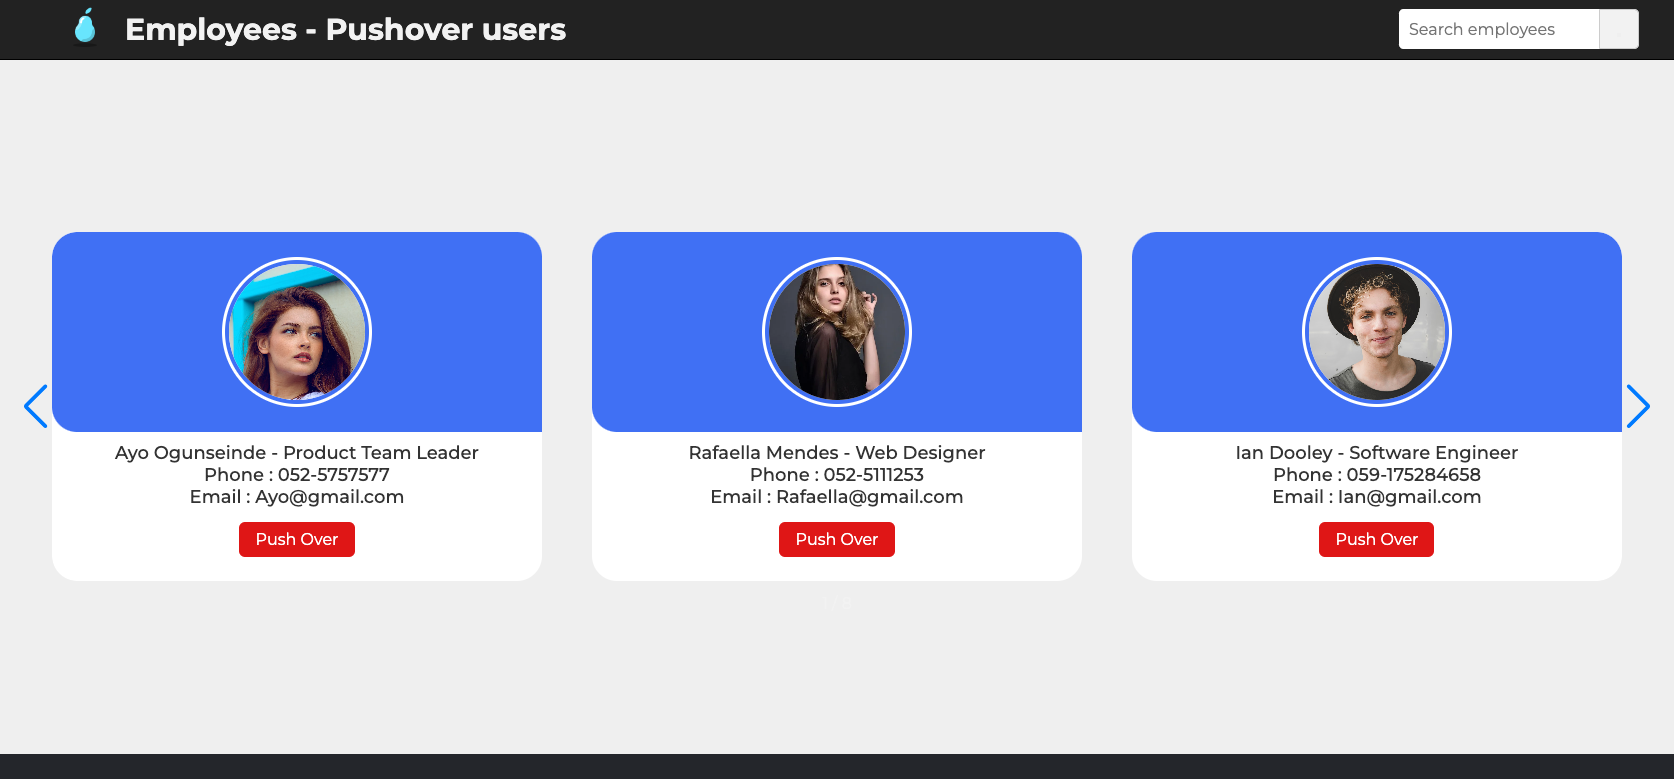 Employees - Pushover users
Search employees
Ayo Ogunseinde - Product Team Leader
Phone : 052-5757577
Email : Ayo@gmail.com
Push Over
Rafaella Mendes - Web Designer
Phone : 052-5111253
Email : Rafaella@gmail.com
Push Over
Ian Dooley - Software Engineer
Phone : 059-175284658
Email : Ian@gmail.com
Push Over